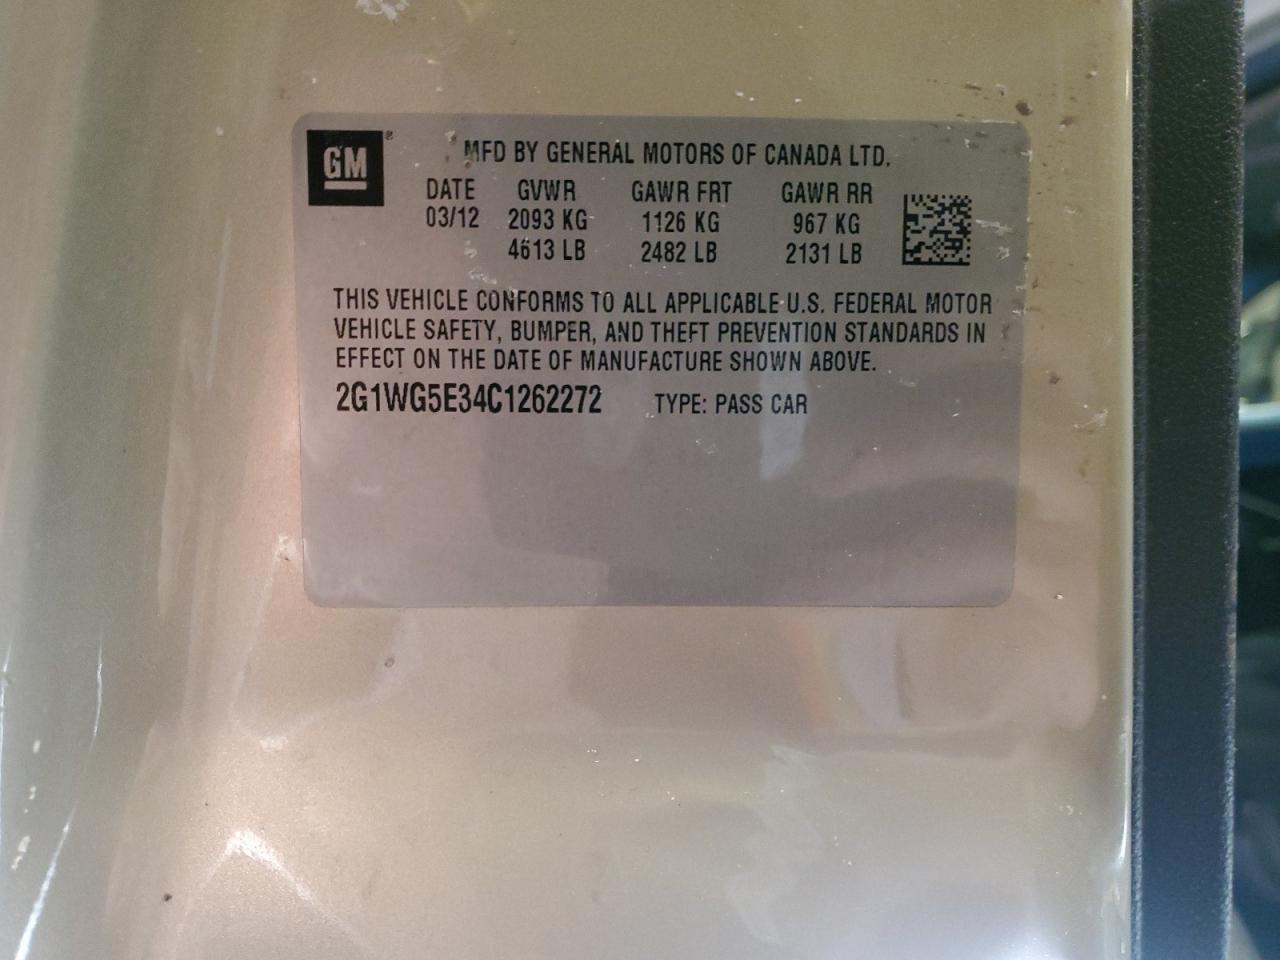 GM®
MFD BY GENERAL MOTORS OF CANADA LTD.
DATE GVWR GAWR FRT GAWR RR
03/12 2093 KG 1126 KG 967 KG
4613 LB 2482 LB 2131 LB
THIS VEHICLE CONFORMS TO ALL APPLICABLE U.S. FEDERAL MOTOR
VEHICLE SAFETY, BUMPER, AND THEFT PREVENTION STANDARDS IN
EFFECT ON THE DATE OF MANUFACTURE SHOWN ABOVE.
2G1WG5E34C1262272 TYPE: PASS CAR